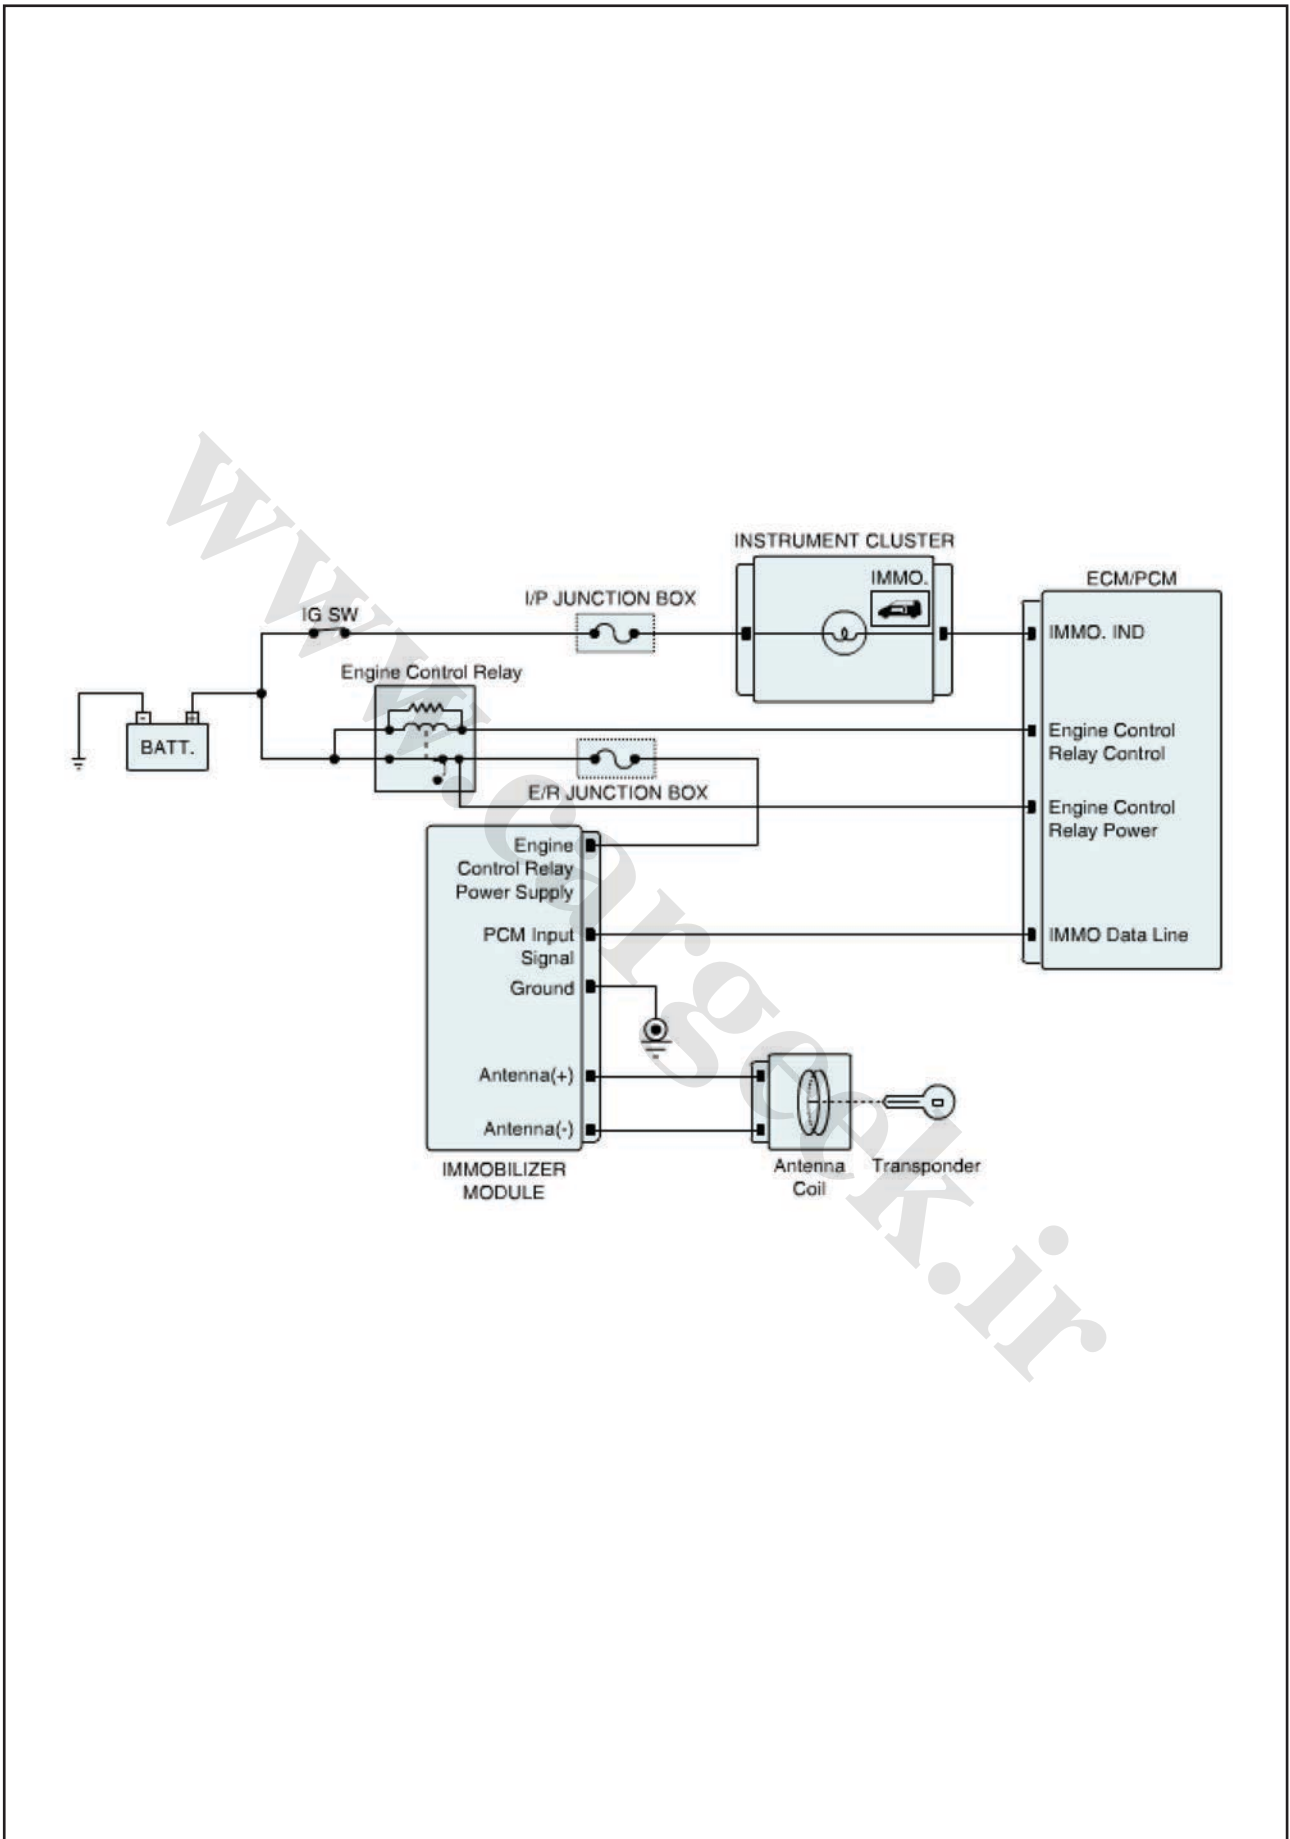 INSTRUMENT CLUSTER
IMMO.
ECM/PCM
I/P JUNCTION BOX
IG SW
IMMO. IND
Engine Control Relay
- +
BATT.
Engine Control
Relay Control
E/R JUNCTION BOX
Engine Control
Relay Power
Engine
Control Relay
Power Supply
PCM Input
Signal
IMMO Data Line
Ground
Antenna(+)
Antenna(-)
IMMOBILIZER
MODULE
Antenna
Coil
Transponder
www.cargeek.ir